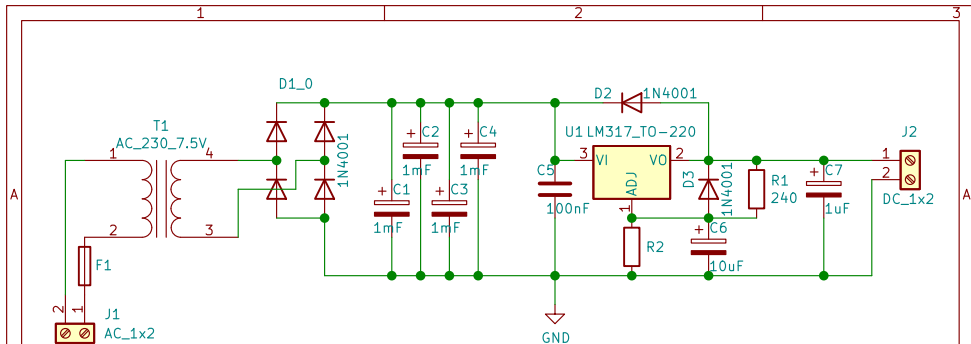 1
2
3
D1_0
T1
AC_230_7.5V
1
4
2
3
1N4001
F1
2
1
J1
AC_1x2
C2
1mF
C4
1mF
C1
1mF
C3
1mF
D2
1N4001
U1
LM317_TO-220
3
VI
VO
2
ADJ
1
C5
100nF
D3
1N4001
R1
240
C7
1uF
R2
C6
10uF
J2
1
2
DC_1x2
GND
A
A